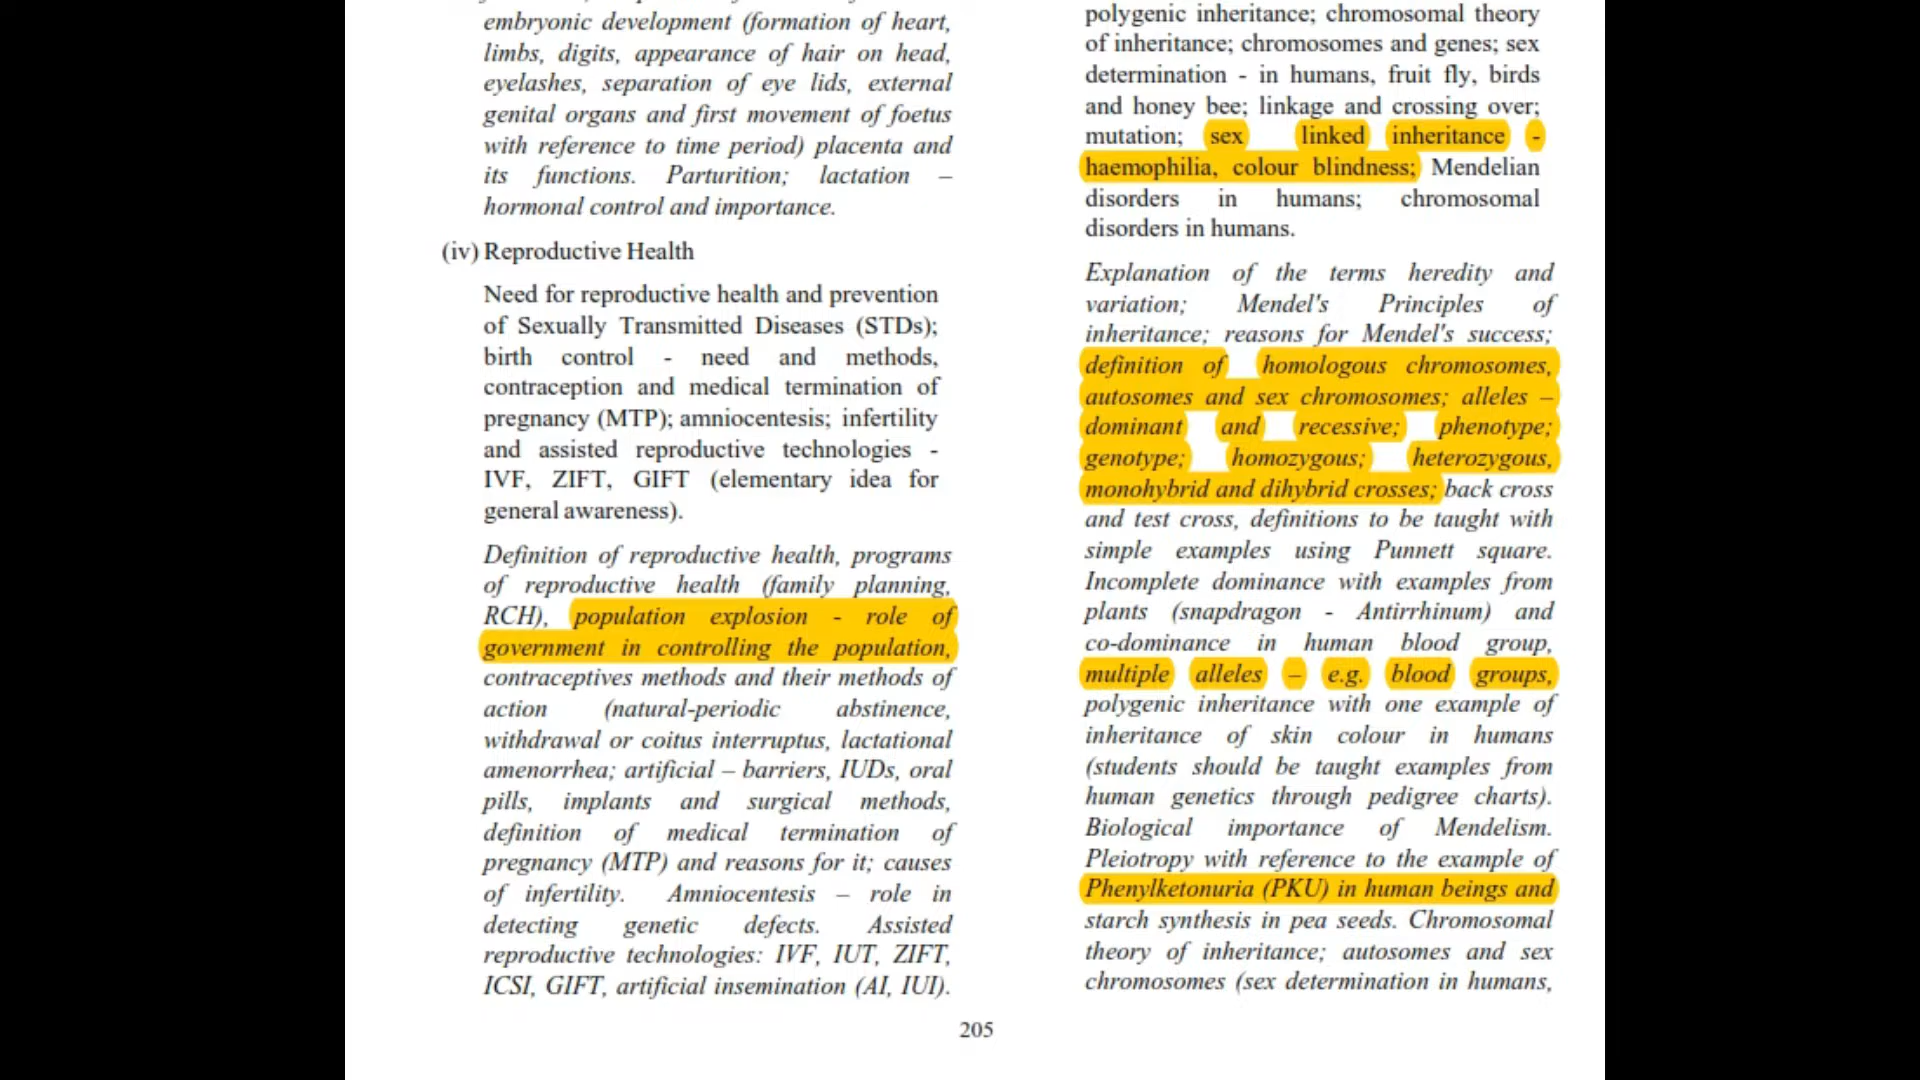 embryonic development (formation of heart,
limbs, digits, appearance of hair on head,
eyelashes, separation of eye lids, external
genital organs and first movement of foetus
with reference to time period) placenta and
its functions. Parturition; lactation –
hormonal control and importance.
(iv) Reproductive Health
Need for reproductive health and prevention
of Sexually Transmitted Diseases (STDs);
birth control - need and methods,
contraception and medical termination of
pregnancy (MTP); amniocentesis; infertility
and assisted reproductive technologies -
IVF, ZIFT, GIFT (elementary idea for
general awareness).
Definition of reproductive health, programs
of reproductive health (family planning,
RCH), population explosion - role of
government in controlling the population,
contraceptives methods and their methods of
action (natural-periodic abstinence,
withdrawal or coitus interruptus, lactational
amenorrhea; artificial – barriers, IUDs, oral
pills, implants and surgical methods,
definition of medical termination of
pregnancy (MTP) and reasons for it; causes
of infertility. Amniocentesis – role in
detecting genetic defects. Assisted
reproductive technologies: IVF, IUT, ZIFT,
ICSI, GIFT, artificial insemination (AI, IUI).
polygenic inheritance; chromosomal theory
of inheritance; chromosomes and genes; sex
determination - in humans, fruit fly, birds
and honey bee; linkage and crossing over;
mutation; sex linked inheritance -
haemophilia, colour blindness; Mendelian
disorders in humans; chromosomal
disorders in humans.
Explanation of the terms heredity and
variation; Mendel's Principles of
inheritance; reasons for Mendel's success;
definition of homologous chromosomes,
autosomes and sex chromosomes; alleles –
dominant and recessive; phenotype;
genotype; homozygous; heterozygous,
monohybrid and dihybrid crosses; back cross
and test cross, definitions to be taught with
simple examples using Punnett square.
Incomplete dominance with examples from
plants (snapdragon - Antirrhinum) and
co-dominance in human blood group,
multiple alleles – e.g. blood groups,
polygenic inheritance with one example of
inheritance of skin colour in humans
(students should be taught examples from
human genetics through pedigree charts).
Biological importance of Mendelism.
Pleiotropy with reference to the example of
Phenylketonuria (PKU) in human beings and
starch synthesis in pea seeds. Chromosomal
theory of inheritance; autosomes and sex
chromosomes (sex determination in humans,
205